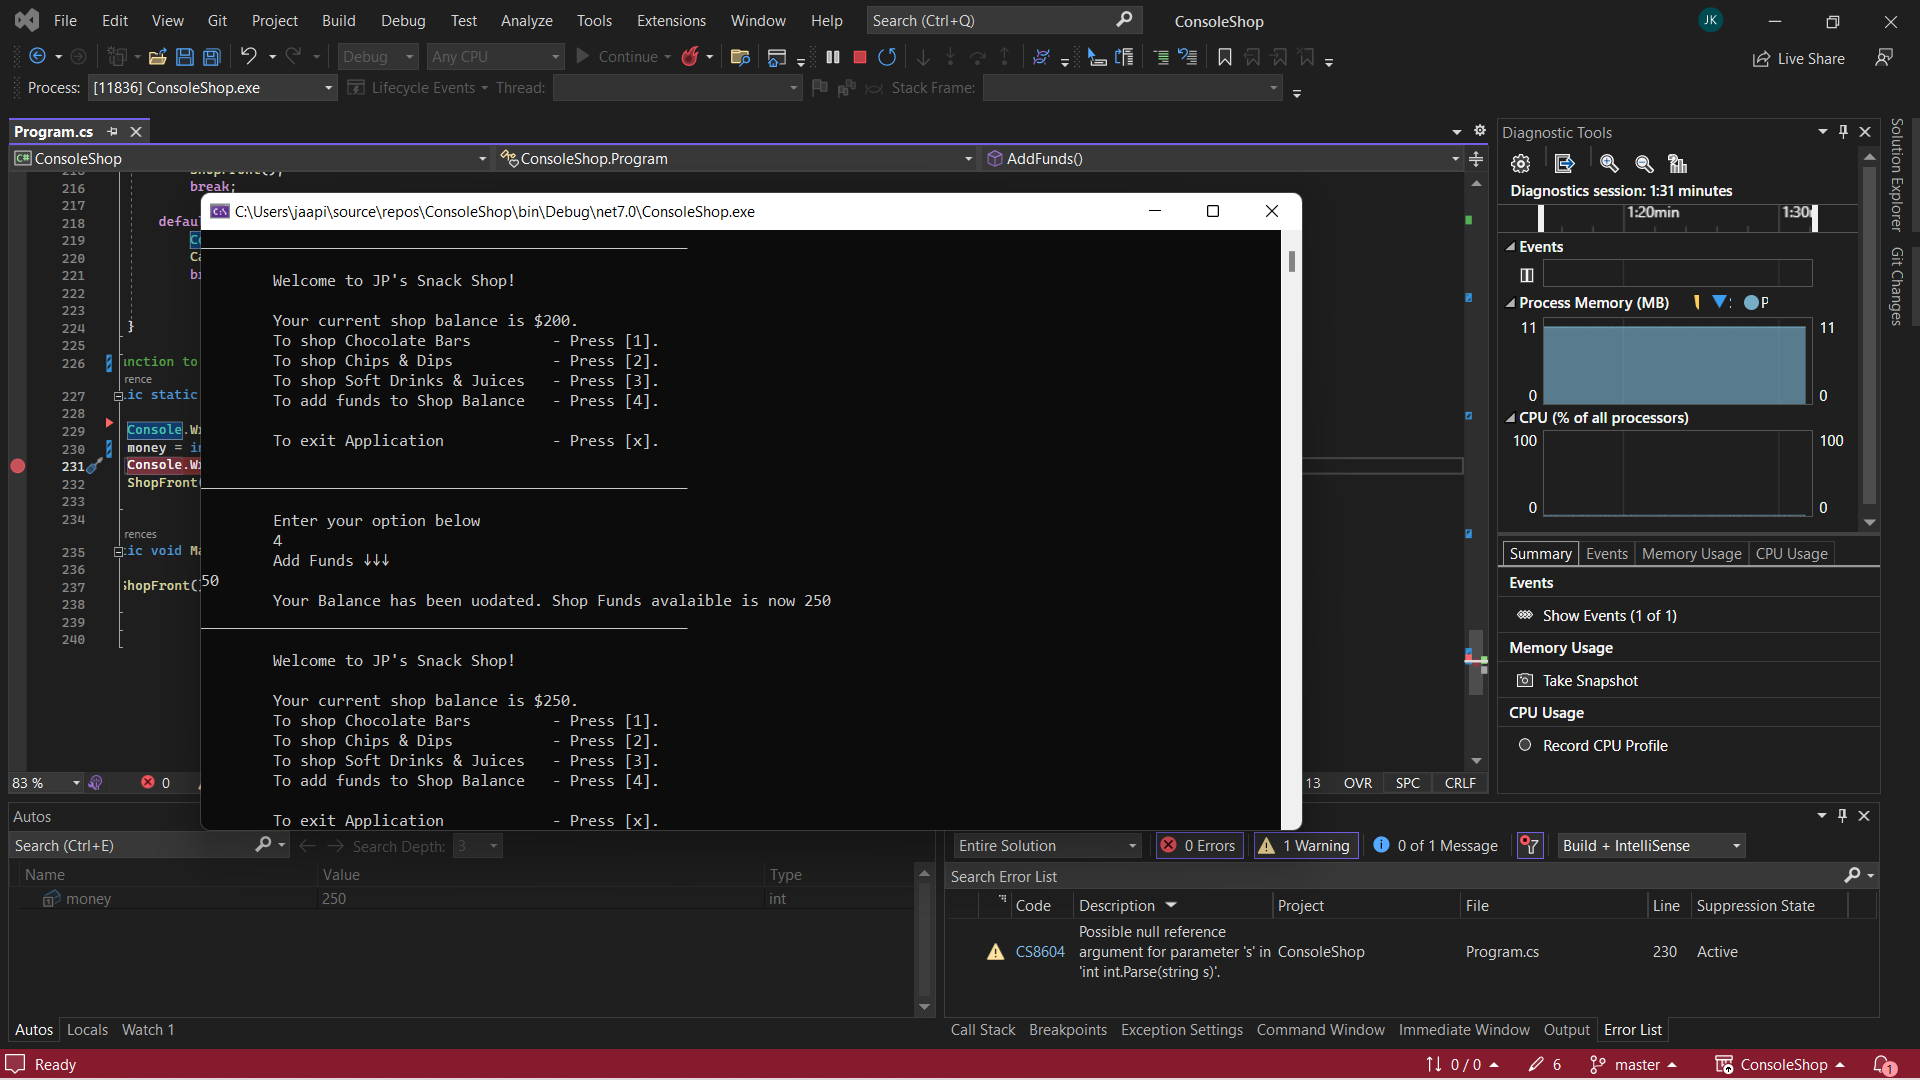 File Edit View Git Project Build Debug Test Analyze Tools Extensions Window Help Search (Ctrl+Q) ConsoleShop JK
Debug Any CPU Continue Live Share
Process: [11836] ConsoleShop.exe Lifecycle Events Thread: Stack Frame:
Program.cs
ConsoleShop ConsoleShop.Program AddFunds()
216 break;
217
218 defau
219 Co
220 Ca
221 b
222
223
224 }
225
226 nction to
rence
227 ic static
228
229 Console.W
230 money = in
231 Console.W
232 ShopFront(
233
234
rences
235 ic void Ma
236
237 ShopFront(
238
239
240
83 % 0
13 OVR SPC CRLF
C:\Users\jaapi\source\repos\ConsoleShop\bin\Debug\net7.0\ConsoleShop.exe
Welcome to JP's Snack Shop!
Your current shop balance is $200.
To shop Chocolate Bars - Press [1].
To shop Chips & Dips - Press [2].
To shop Soft Drinks & Juices - Press [3].
To add funds to Shop Balance - Press [4].
To exit Application - Press [x].
Enter your option below
4
Add Funds ↓↓↓
50
Your Balance has been uodated. Shop Funds avalaible is now 250
Welcome to JP's Snack Shop!
Your current shop balance is $250.
To shop Chocolate Bars - Press [1].
To shop Chips & Dips - Press [2].
To shop Soft Drinks & Juices - Press [3].
To add funds to Shop Balance - Press [4].
To exit Application - Press [x].
Diagnostic Tools
Diagnostics session: 1:31 minutes
1:20min 1:30
Events
Process Memory (MB) P
11 11
0 0
CPU (% of all processors)
100 100
0 0
Summary Events Memory Usage CPU Usage
Events
Show Events (1 of 1)
Memory Usage
Take Snapshot
CPU Usage
Record CPU Profile
Solution Explorer
Git Changes
Autos
Search (Ctrl+E) Search Depth: 3
Name Value Type
money 250 int
Autos Locals Watch 1
Entire Solution 0 Errors 1 Warning 0 of 1 Message Build + IntelliSense
Search Error List
Code Description Project File Line Suppression State
CS8604 Possible null reference argument for parameter 's' in 'int int.Parse(string s)'. ConsoleShop Program.cs 230 Active
Call Stack Breakpoints Exception Settings Command Window Immediate Window Output Error List
Ready 0 / 0 6 master ConsoleShop 1